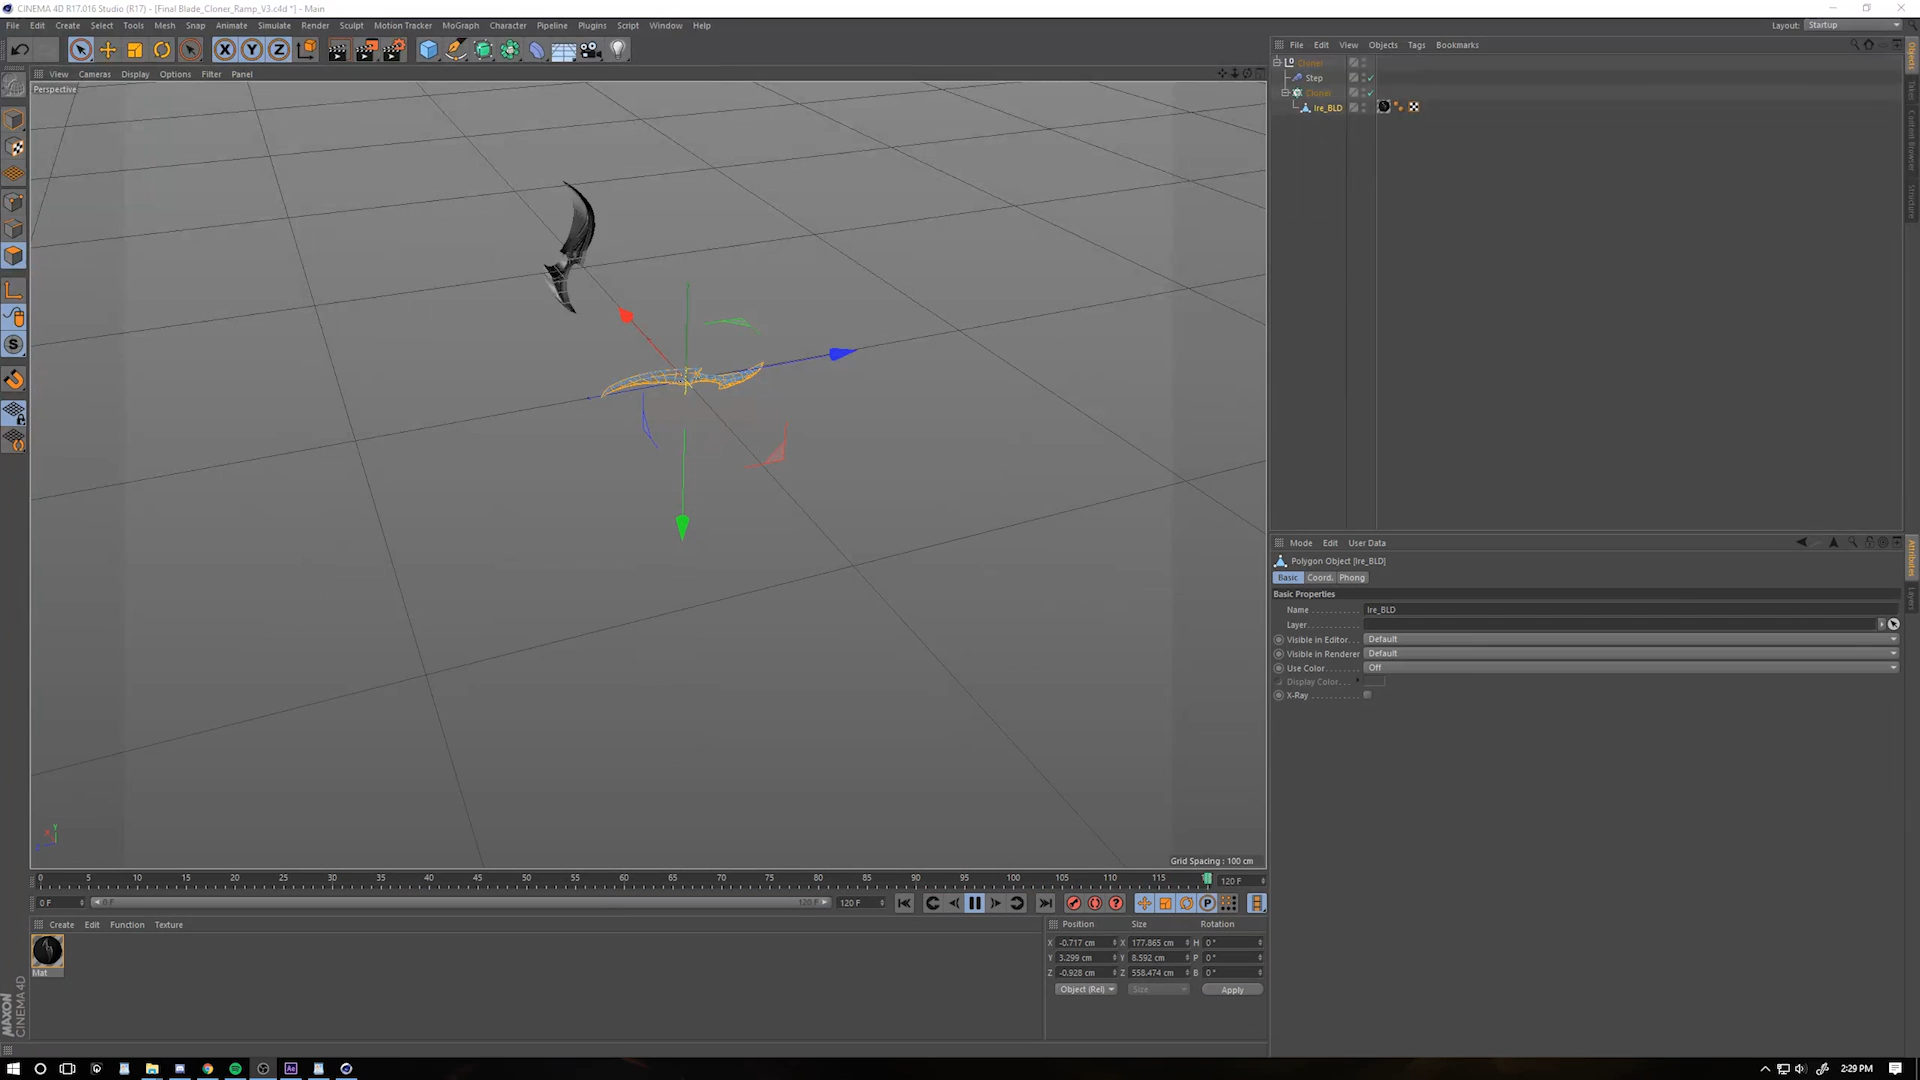 CINEMA 4D R17.016 Studio (R17) - [Final Blade_Cloner_Ramp_V3.c4d *] - Main
File Edit Create Select Tools Mesh Snap Animate Simulate Render Sculpt Motion Tracker MoGraph Character Pipeline Plugins Script Window Help
Layout: Startup
X Y Z
File Edit View Objects Tags Bookmarks
View Cameras Display Options Filter Panel
Perspective
Cloner
Step
Cloner
Ire_BLD
Objects
Takes
Content Browser
Structure
Mode Edit User Data
Polygon Object [Ire_BLD]
Basic Coord. Phong
Basic Properties
Name Ire_BLD
Layer
Visible in Editor Default
Visible in Renderer Default
Use Color Off
Display Color
X-Ray
Attributes
Layers
Y
X
Grid Spacing : 100 cm
0 5 10 15 20 25 30 35 40 45 50 55 60 65 70 75 80 85 90 95 100 105 110 115
120 F
0 F 0 F 120 F 120 F
Create Edit Function Texture
Mat
Position Size Rotation
X -0.717 cm X 177.865 cm H 0 °
Y 3.299 cm Y 8.592 cm P 0 °
Z -0.928 cm Z 558.474 cm B 0 °
Object (Rel) Size Apply
MAXON
CINEMA 4D
2:29 PM